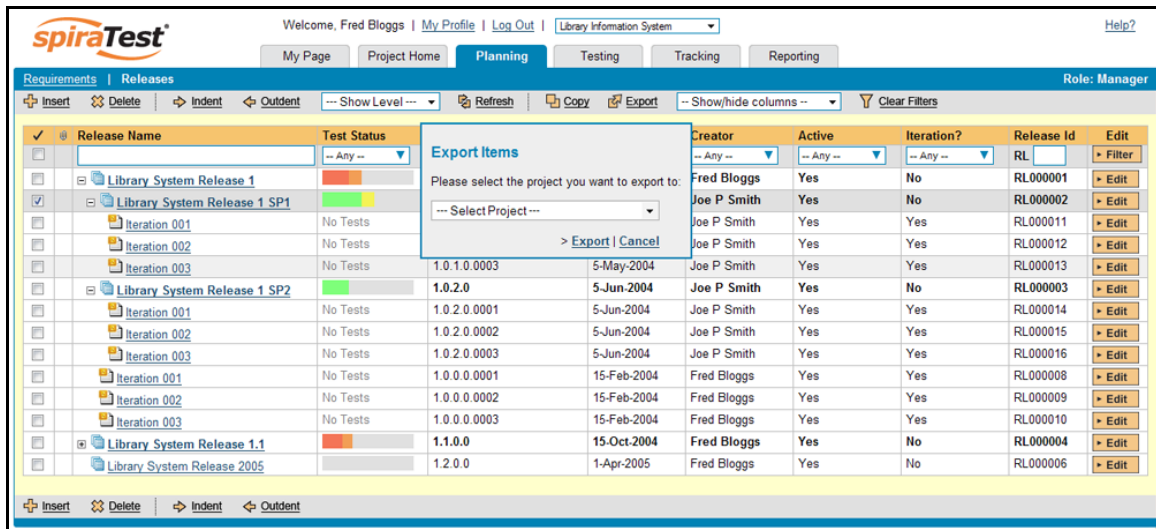 spiraTest
Welcome, Fred Bloggs | My Profile | Log Out | Library Information System
Help?
My Page Project Home Planning Testing Tracking Reporting
Requirements | Releases Role: Manager
Insert Delete Indent Outdent --- Show Level --- Refresh Copy Export -- Show/hide columns -- Clear Filters
Release Name Test Status Creator Active Iteration? Release Id Edit
-- Any -- -- Any -- -- Any -- -- Any -- RL Filter
Export Items
Please select the project you want to export to:
--- Select Project ---
> Export | Cancel
Library System Release 1 Fred Bloggs Yes No RL000001 Edit
Library System Release 1 SP1 Joe P Smith Yes No RL000002 Edit
Iteration 001 No Tests Joe P Smith Yes Yes RL000011 Edit
Iteration 002 No Tests Joe P Smith Yes Yes RL000012 Edit
Iteration 003 No Tests 1.0.1.0.0003 5-May-2004 Joe P Smith Yes Yes RL000013 Edit
Library System Release 1 SP2 1.0.2.0 5-Jun-2004 Joe P Smith Yes No RL000003 Edit
Iteration 001 No Tests 1.0.2.0.0001 5-Jun-2004 Joe P Smith Yes Yes RL000014 Edit
Iteration 002 No Tests 1.0.2.0.0002 5-Jun-2004 Joe P Smith Yes Yes RL000015 Edit
Iteration 003 No Tests 1.0.2.0.0003 5-Jun-2004 Joe P Smith Yes Yes RL000016 Edit
Iteration 001 No Tests 1.0.0.0.0001 15-Feb-2004 Fred Bloggs Yes Yes RL000008 Edit
Iteration 002 No Tests 1.0.0.0.0002 15-Feb-2004 Fred Bloggs Yes Yes RL000009 Edit
Iteration 003 No Tests 1.0.0.0.0003 15-Feb-2004 Fred Bloggs Yes Yes RL000010 Edit
Library System Release 1.1 1.1.0.0 15-Oct-2004 Fred Bloggs Yes No RL000004 Edit
Library System Release 2005 1.2.0.0 1-Apr-2005 Joe P Smith Yes No RL000006 Edit
Insert Delete Indent Outdent